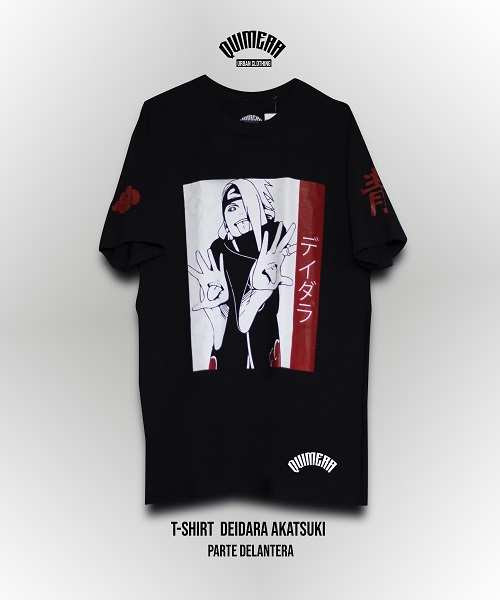 QUIMERA
URBAN CLOTHING
青
デイダラ
QUIMERA
T-SHIRT DEIDARA AKATSUKI
PARTE DELANTERA